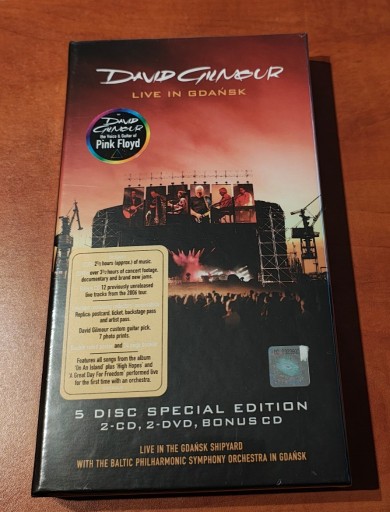 DAVID GILMOUR
LIVE IN GDAŃSK
DAVID
GILMOUR
the Voice & Guitar of
Pink Floyd
2½ hours (approx.) of music.
over 3½ hours of concert footage,
documentary and brand new jams.
12 previously unreleased
live tracks from the 2006 tour.
Replica: postcard, ticket, backstage pass
and artist pass.
David Gilmour custom guitar pick,
7 photo prints.
and
Features all songs from the album
'On An Island' plus 'High Hopes' and
'A Great Day For Freedom' performed live
for the first time with an orchestra.
5 DISC SPECIAL EDITION
2-CD, 2-DVD, BONUS CD
LIVE IN THE GDAŃSK SHIPYARD
WITH THE BALTIC PHILHARMONIC SYMPHONY ORCHESTRA IN GDAŃSK